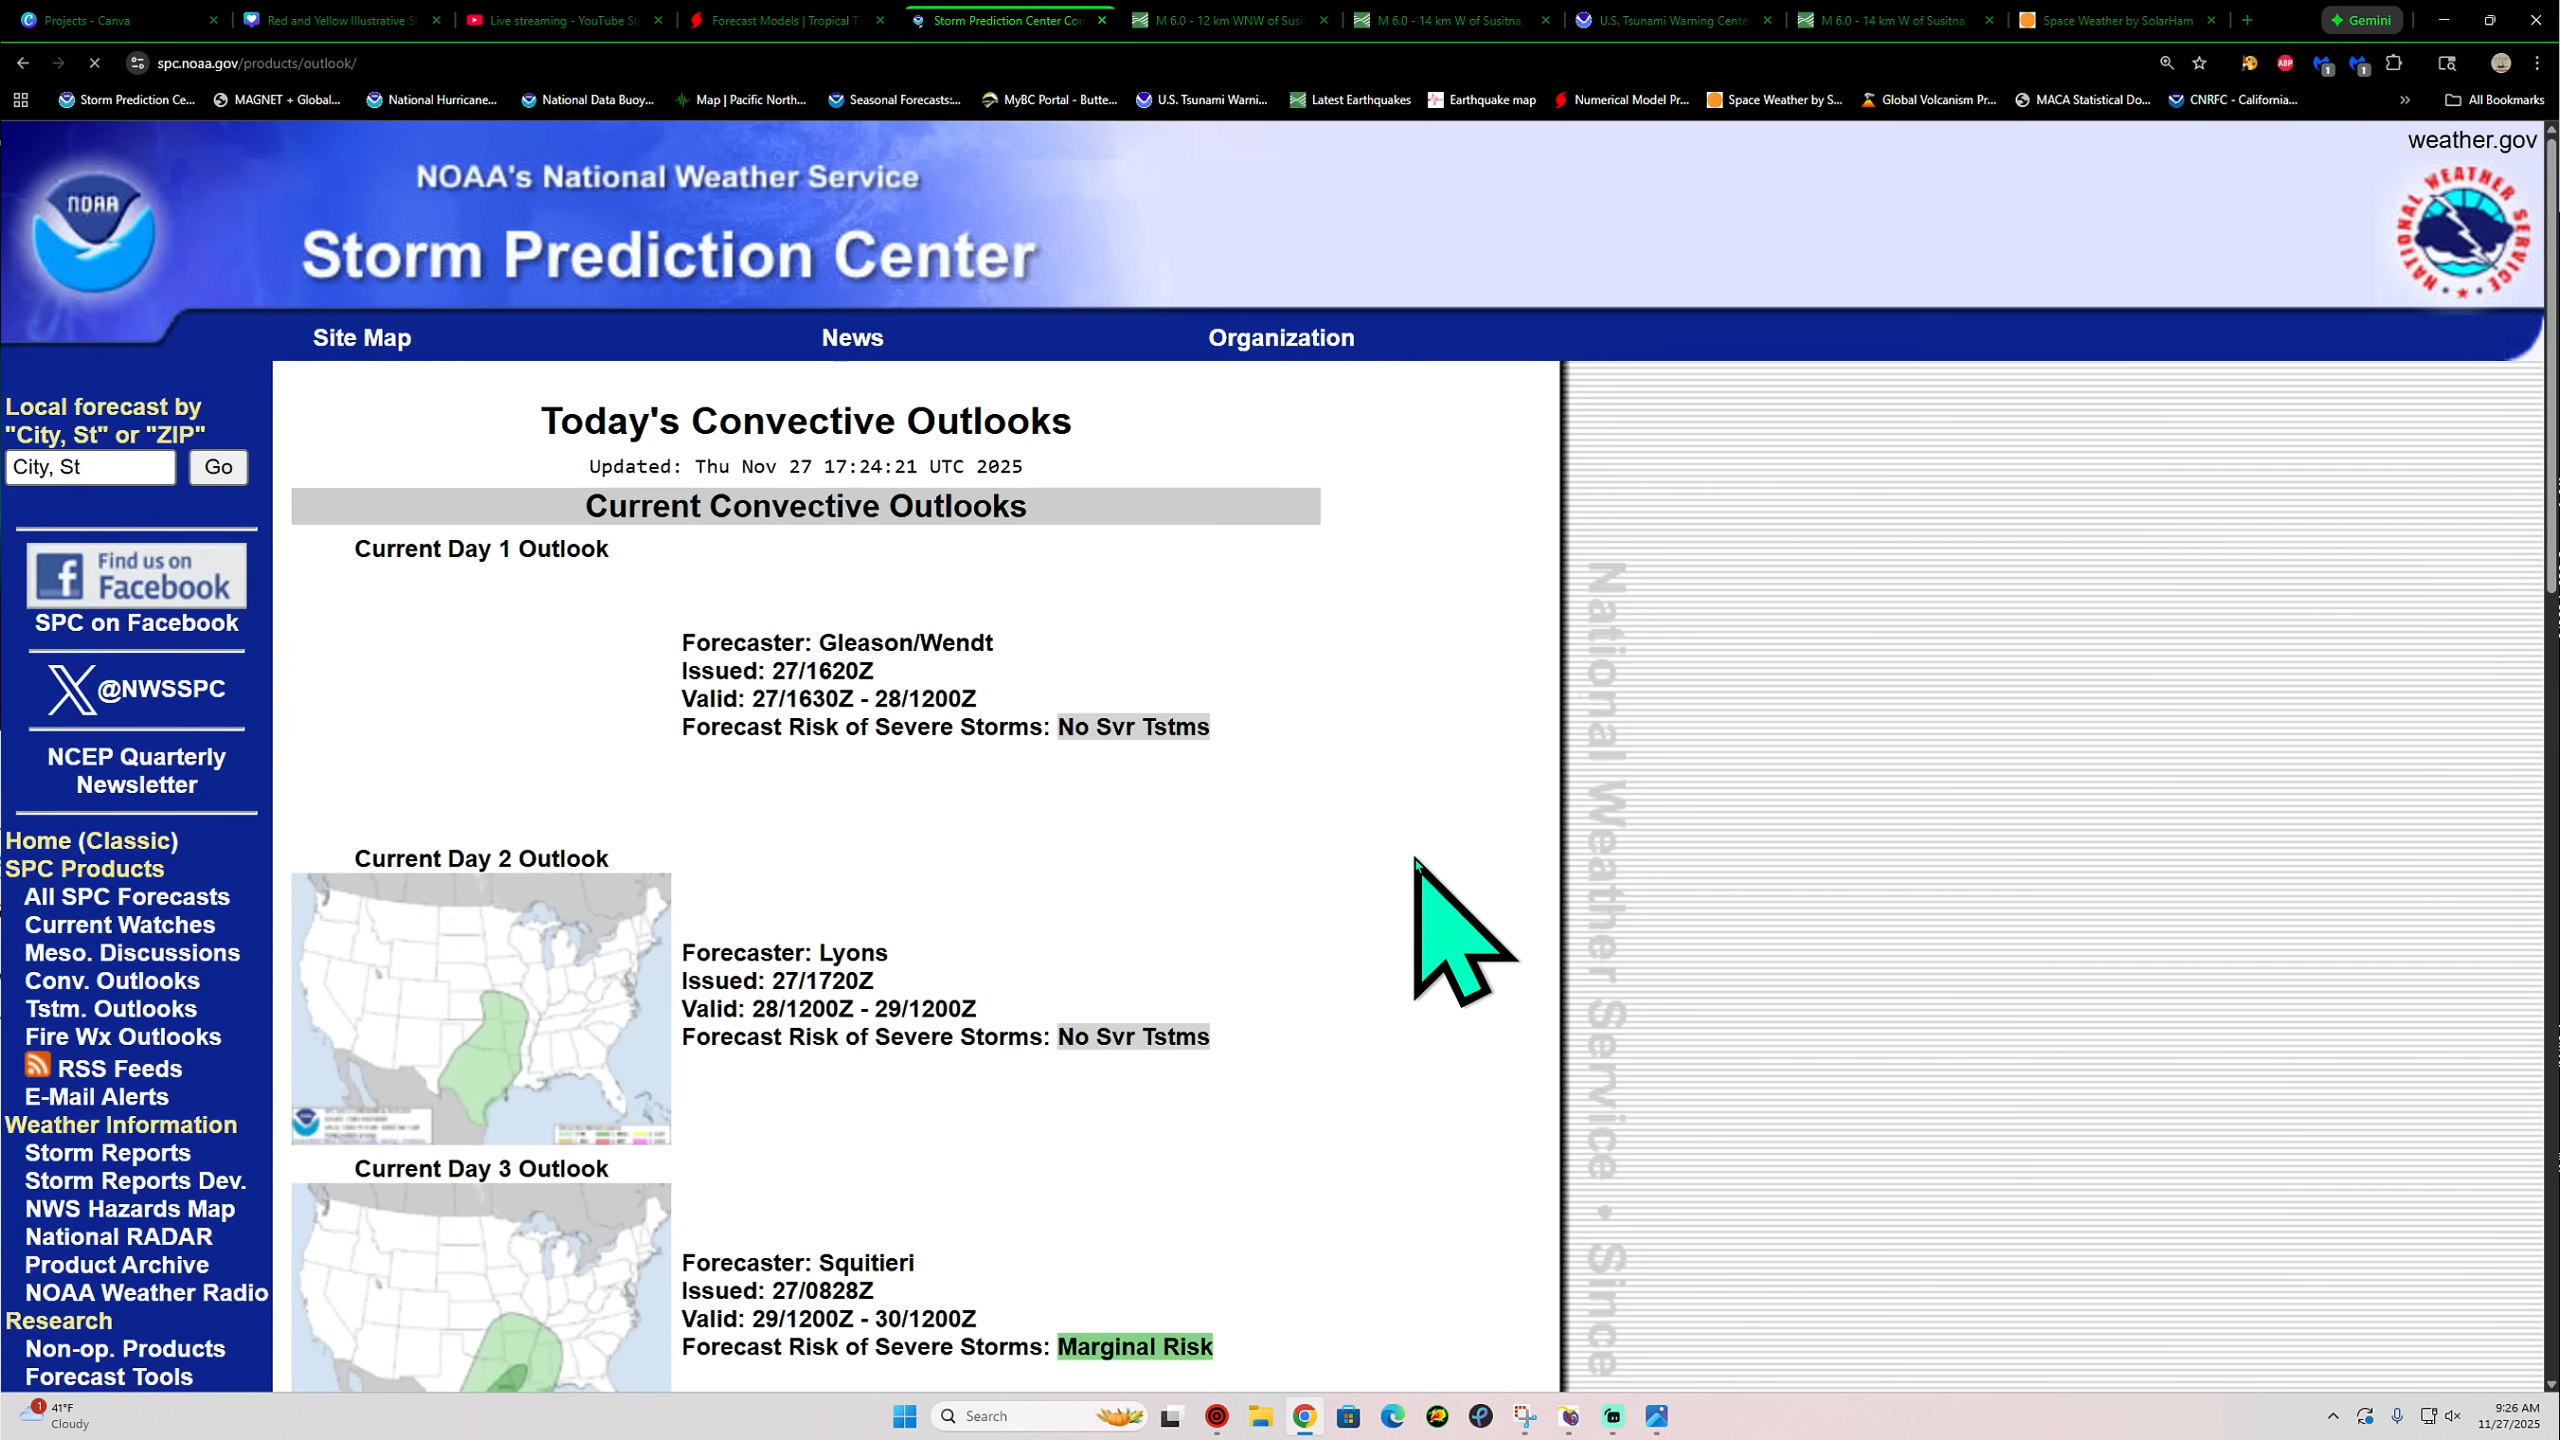 Projects - Canva
Red and Yellow Illustrative S
Live streaming - YouTube St
Forecast Models | Tropical T
Storm Prediction Center Con
M 6.0 - 12 km WNW of Susi
M 6.0 - 14 km W of Susitna,
U.S. Tsunami Warning Cente
M 6.0 - 14 km W of Susitna,
Space Weather by SolarHam
Gemini
spc.noaa.gov/products/outlook/
ABP
1
1
Storm Prediction Ce...
MAGNET + Global...
National Hurricane...
National Data Buoy...
Map | Pacific North...
Seasonal Forecasts:...
MyBC Portal - Butte...
U.S. Tsunami Warni...
Latest Earthquakes
Earthquake map
Numerical Model Pr...
Space Weather by S...
Global Volcanism Pr...
MACA Statistical Do...
CNRFC - California...
All Bookmarks
weather.gov
NOAA
NOAA's National Weather Service
Storm Prediction Center
NATIONAL WEATHER SERVICE
Site Map
News
Organization
Local forecast by
"City, St" or "ZIP"
City, St
Go
Find us on
Facebook
SPC on Facebook
@NWSSPC
NCEP Quarterly
Newsletter
Home (Classic)
SPC Products
All SPC Forecasts
Current Watches
Meso. Discussions
Conv. Outlooks
Tstm. Outlooks
Fire Wx Outlooks
RSS Feeds
E-Mail Alerts
Weather Information
Storm Reports
Storm Reports Dev.
NWS Hazards Map
National RADAR
Product Archive
NOAA Weather Radio
Research
Non-op. Products
Forecast Tools
Today's Convective Outlooks
Updated: Thu Nov 27 17:24:21 UTC 2025
Current Convective Outlooks
Current Day 1 Outlook
Forecaster: Gleason/Wendt
Issued: 27/1620Z
Valid: 27/1630Z - 28/1200Z
Forecast Risk of Severe Storms: No Svr Tstms
Current Day 2 Outlook
Forecaster: Lyons
Issued: 27/1720Z
Valid: 28/1200Z - 29/1200Z
Forecast Risk of Severe Storms: No Svr Tstms
Current Day 3 Outlook
Forecaster: Squitieri
Issued: 27/0828Z
Valid: 29/1200Z - 30/1200Z
Forecast Risk of Severe Storms: Marginal Risk
National Weather Service • Since
1
41°F
Cloudy
Search
9:26 AM
11/27/2025